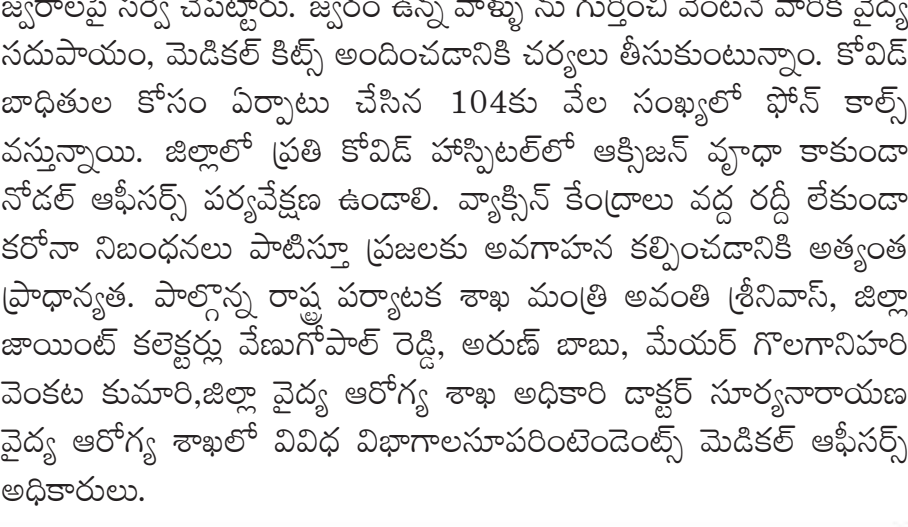 జ్వరాలపై సర్వే చేపట్టారు. జ్వరం ఉన్న వాళ్ళు ను గుర్తించి వెంటనే వారికి వైద్య
సదుపాయం, మెడికల్ కిట్స్ అందించడానికి చర్యలు తీసుకుంటున్నాం. కోవిడ్
బాధితుల కోసం ఏర్పాటు చేసిన 104కు వేల సంఖ్యలో ఫోన్ కాల్స్
వస్తున్నాయి. జిల్లాలో ప్రతి కోవిడ్ హాస్పిటల్‌లో ఆక్సిజన్ వృాధా కాకుండా
నోడల్ ఆఫీసర్స్ పర్యవేక్షణ ఉండాలి. వ్యాక్సిన్ కేంద్రాలు వద్ద రద్దీ లేకుండా
కరోనా నిబంధనలు పాటిస్తూ ప్రజలకు అవగాహన కల్పించడానికి అత్యంత
ప్రాధాన్యత. పాల్గొన్న రాష్ట్ర పర్యాటక శాఖ మంత్రి అవంతి శ్రీనివాస్, జిల్లా
జాయింట్ కలెక్టర్లు వేణుగోపాల్ రెడ్డి, అరుణ్ బాబు, మేయర్ గొలగానిహరి
వెంకట కుమారి,జిల్లా వైద్య ఆరోగ్య శాఖ అధికారి డాక్టర్ సూర్యనారాయణ
వైద్య ఆరోగ్య శాఖలో వివిధ విభాగాలసూపరింటెండెంట్స్ మెడికల్ ఆఫీసర్స్
అధికారులు.